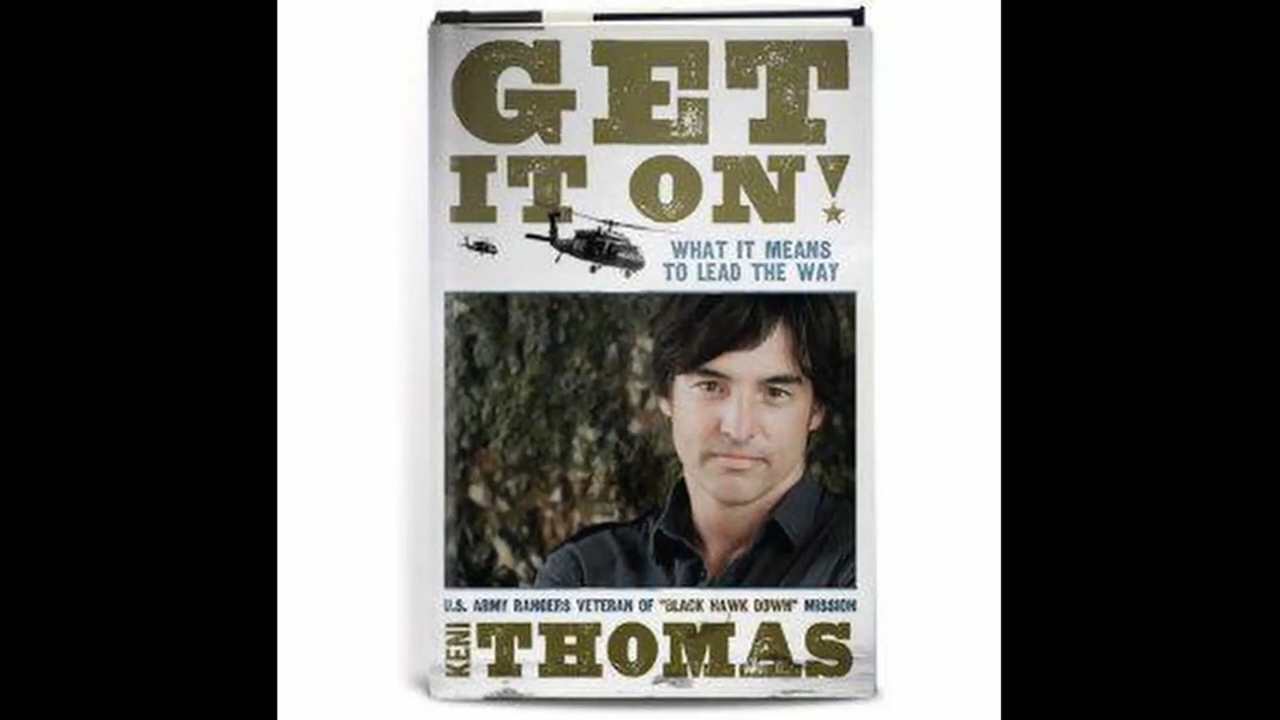 GET
IT ON!
WHAT IT MEANS
TO LEAD THE WAY
U.S. ARMY RANGERS VETERAN OF "BLACK HAWK DOWN" MISSION
KENI THOMAS